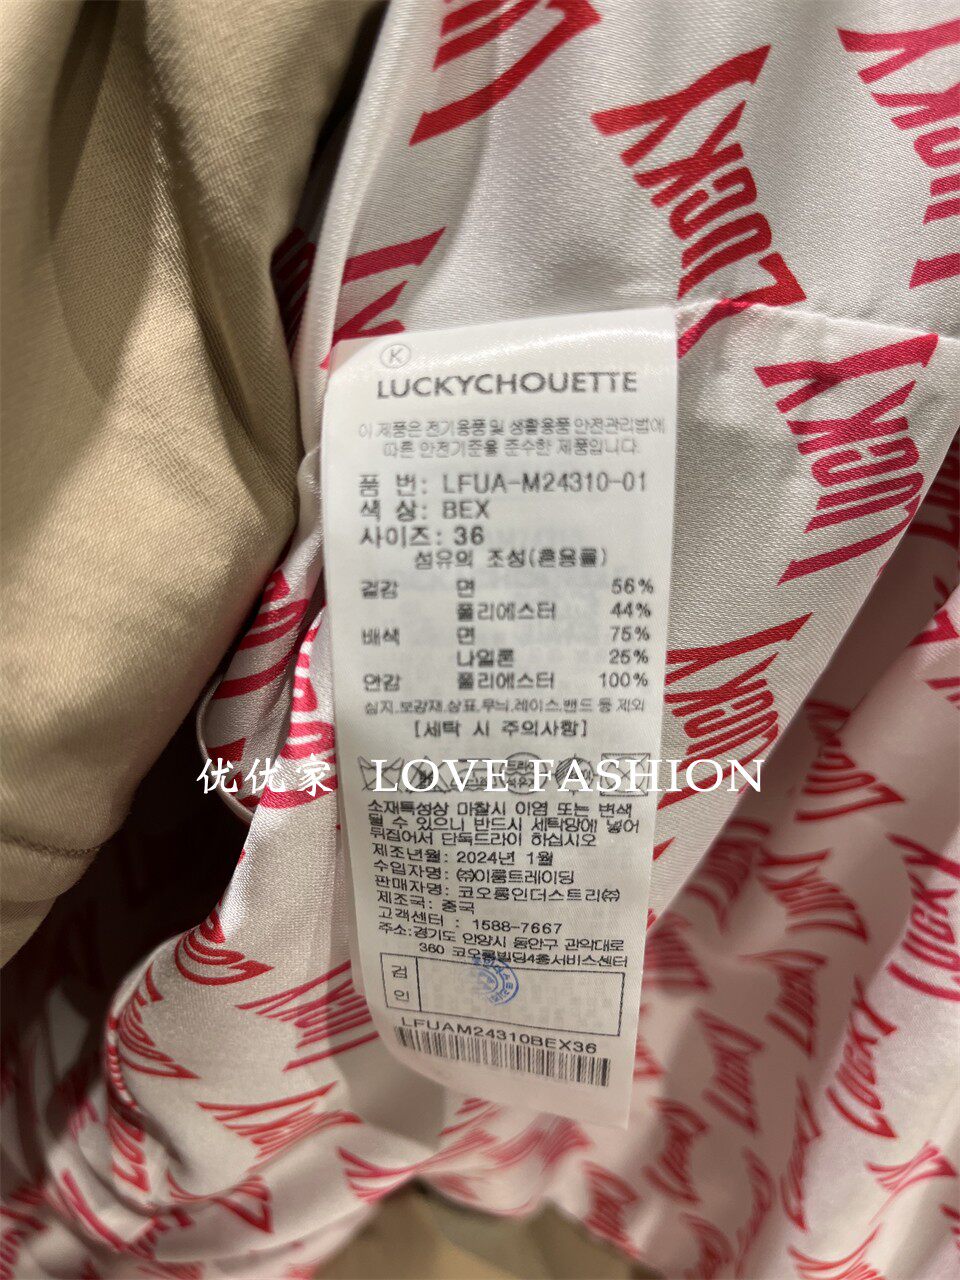 K
LUCKYCHOUETTE
이 제품은 전기용품 및 생활용품 안전관리법에
따른 안전기준을 준수한 제품입니다.
품 번: LFUA-M24310-01
색 상: BEX
사이즈: 36
섬유의 조성(혼용률)
겉감 면 56%
폴리에스터 44%
배색 면 75%
나일론 25%
안감 폴리에스터 100%
심지.보강재.상표.무늬.레이스.밴드 등 제외
[세탁 시 주의사항]
优优家 LOVE FASHION
소재특성상 마찰시 이염 또는 변색
될 수 있으니 반드시 세탁망에 넣어
뒤집어서 단독드라이 하십시오
제조년월: 2024년 1월
수입자명: ㈜이룸트레이딩
판매자명: 코오롱인더스트리㈜
제조국: 중국
고객센터 : 1588-7667
주소:경기도 안양시 동안구 관악대로
360 코오롱빌딩4층서비스센터
검
인
LFUAM24310BEX36
LUCKY
LUCKY
LUCKY
LUCKY